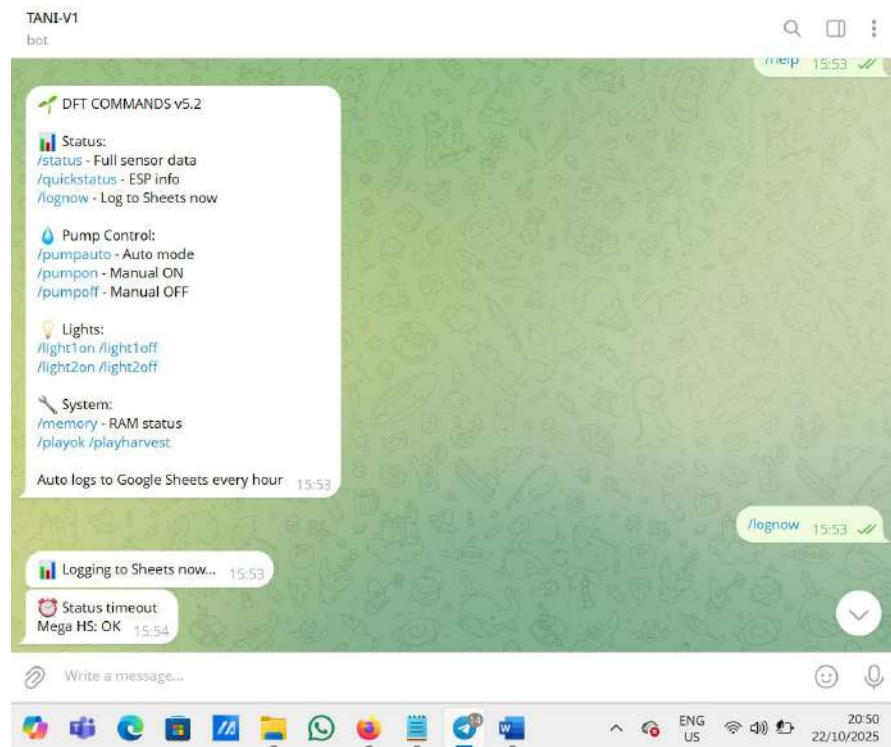 TANI-V1
bot
/help 15:53
DFT COMMANDS v5.2
Status:
/status - Full sensor data
/quickstatus - ESP info
/lognow - Log to Sheets now
Pump Control:
/pumpauto - Auto mode
/pumpon - Manual ON
/pumpoff - Manual OFF
Lights:
/light1on /light1off
/light2on /light2off
System:
/memory - RAM status
/playok /playharvest
Auto logs to Google Sheets every hour 15:53
/lognow 15:53
Logging to Sheets now... 15:53
Status timeout
Mega HS: OK 15:54
Write a message...
14
ENG
US
20:50
22/10/2025